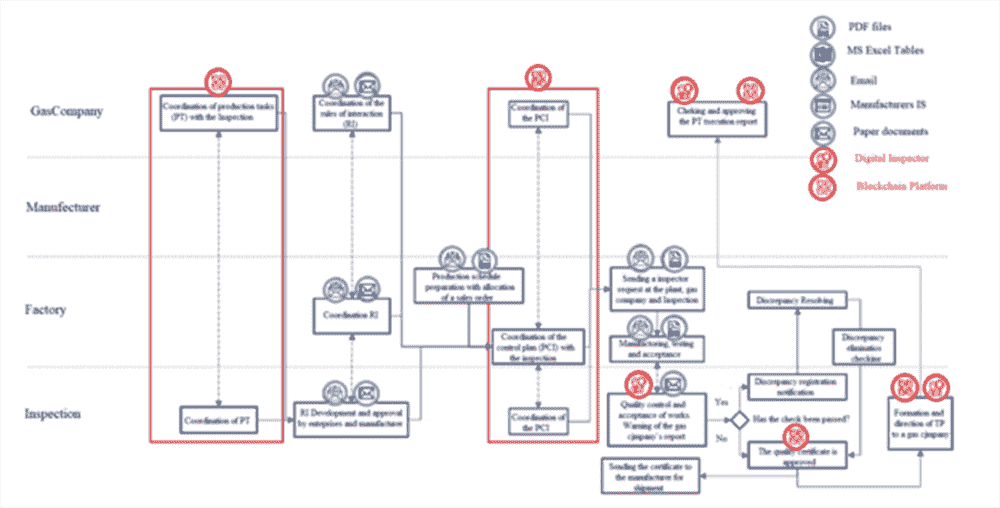 PDF files
MS Excel Tables
Email
Manufacturers IS
Paper documents
Digital Inspector
Blockchain Platform
GasCompany
Coordination of production tasks
(PT) with the Inspection
Coordination of the
rules of interaction
(RI)
Coordination of
the PCI
Cheking and approving
the PT execution report
Manufecturer
Factory
Production schedule
preparation with allocation
of a sales order
Coordination RI
Coordination of the
control plan (PCI) with
the inspection
Sending a inspector
request at the plant, gas
company and Inspection
Manufacturing, testing
and acceptance
Discrepancy Resolving
Discrepancy
elimination
checking
Inspection
Coordination of PT
RI Development and approval
by enteprises and manufacturer
Coordination of
the PCI
Quality control and
acceptance of works.
Warning of the gas
cjmpany's report
Yes
No
Has the check been passed?
Discrepancy registration
notification
The quality certificate is
approved
Sending the certificate to
the manufacturer for
shipment
Formation and
direction of TP
to a gas cjmpany